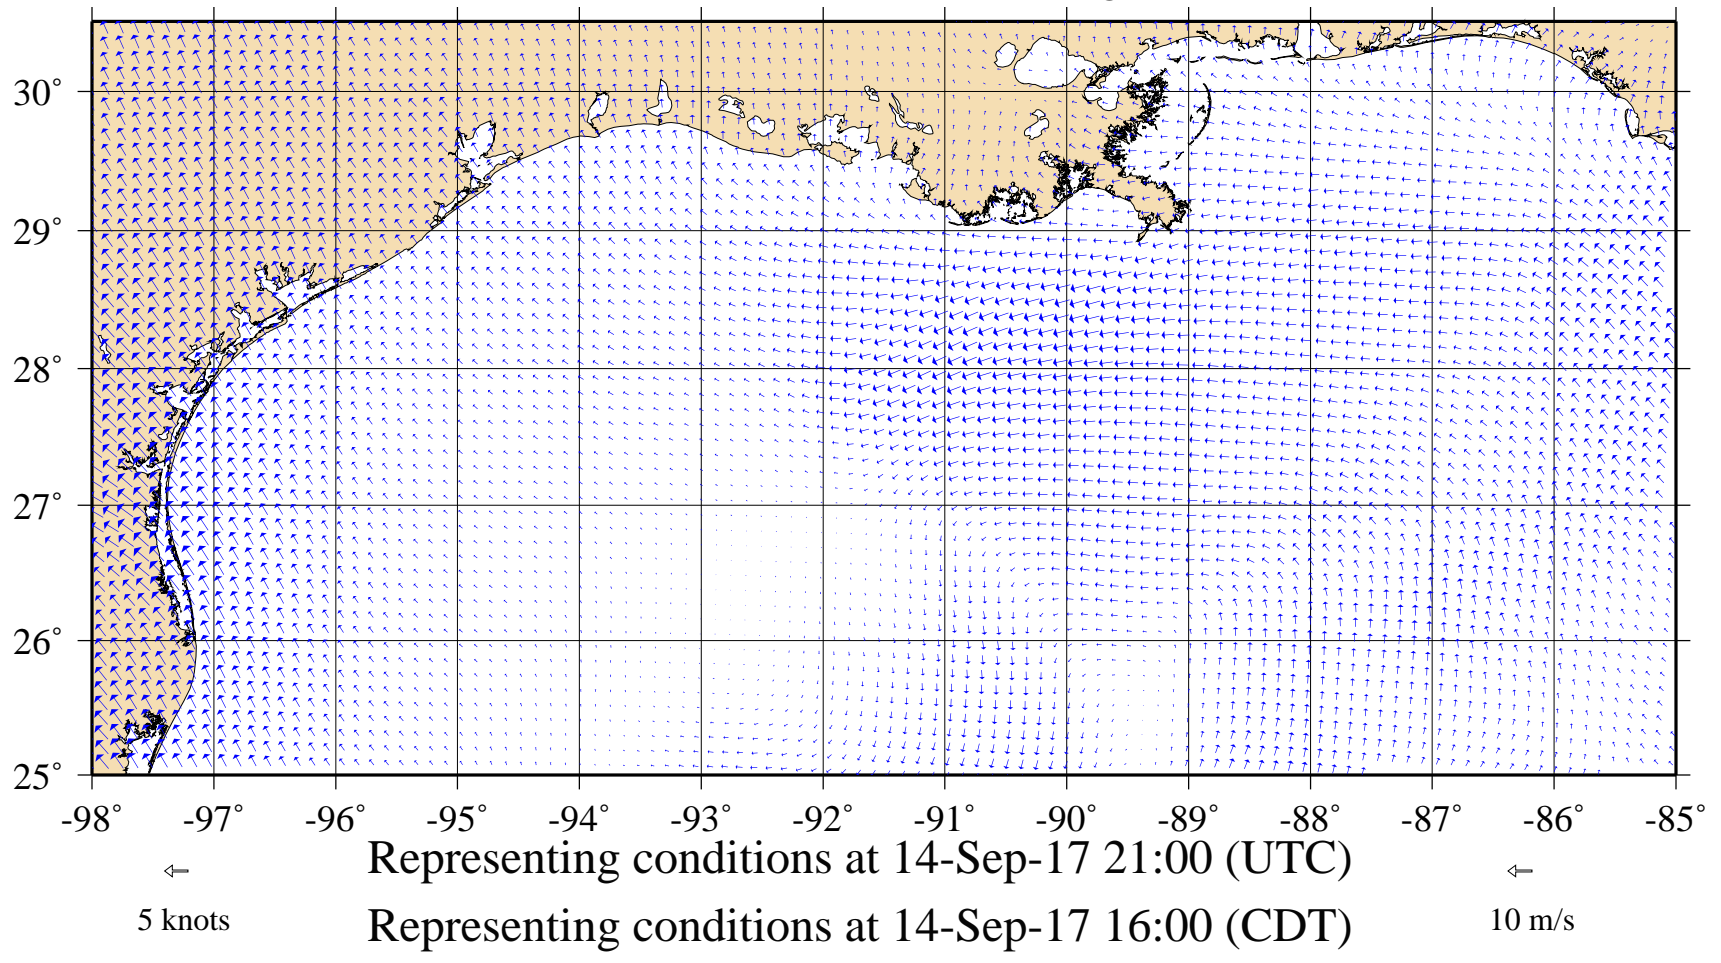 30°
29°
28°
27°
26°
25°
-98° -97° -96° -95° -94° -93° -92° -91° -90° -89° -88° -87° -86° -85°
Representing conditions at 14-Sep-17 21:00 (UTC)
5 knots
Representing conditions at 14-Sep-17 16:00 (CDT)
10 m/s